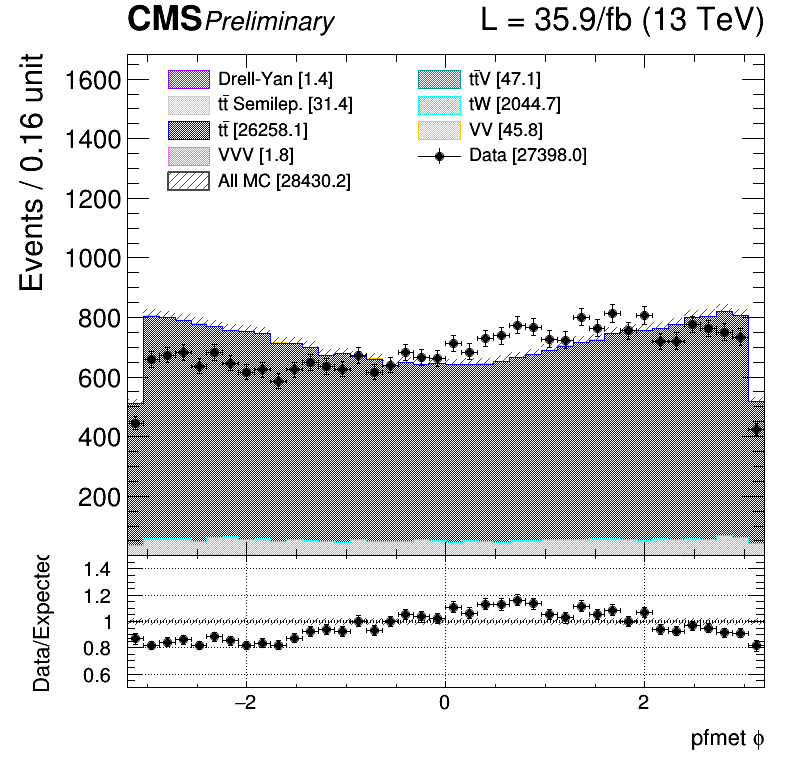 CMS Preliminary L = 35.9/fb (13 TeV)
Events / 0.16 unit
1600
1400
1200
1000
800
600
400
200
Drell-Yan [1.4]
tt̄ Semilep. [31.4]
tt̄ [26258.1]
VVV [1.8]
All MC [28430.2]
tt̄V [47.1]
tW [2044.7]
VV [45.8]
Data [27398.0]
Data/Expected
1.4
1.2
1
0.8
0.6
−2 0 2
pfmet ϕ